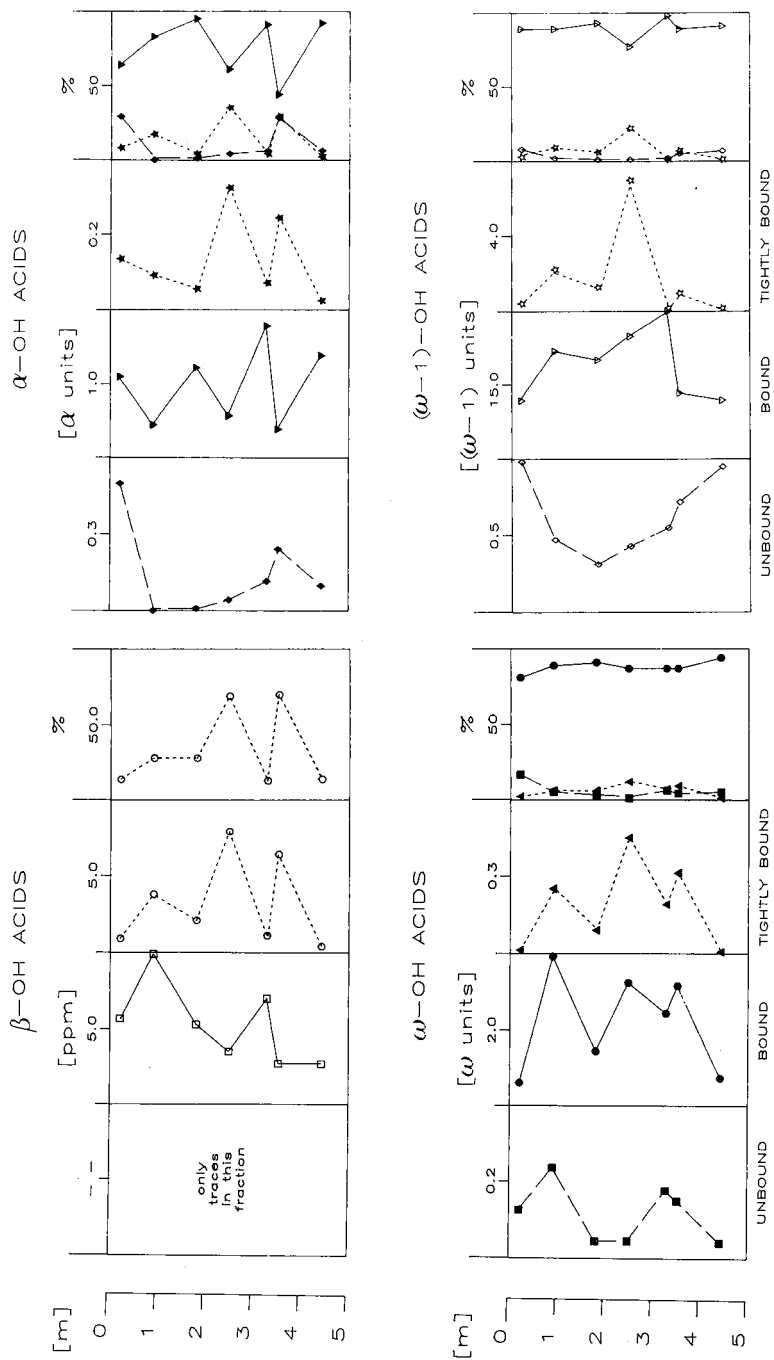 α-OH ACIDS
[α units]
0.3
1.0
0.2
50
%
(ω-1)-OH ACIDS
[(ω-1) units]
0.5
15.0
4.0
50
%
UNBOUND
BOUND
TIGHTLY BOUND
β-OH ACIDS
[ppm]
-.-
5.0
5.0
50.0
%
only
traces
in this
fraction
[m]
0
1
2
3
4
5
ω-OH ACIDS
[ω units]
0.2
2.0
0.3
50
%
[m]
0
1
2
3
4
5
UNBOUND
BOUND
TIGHTLY BOUND